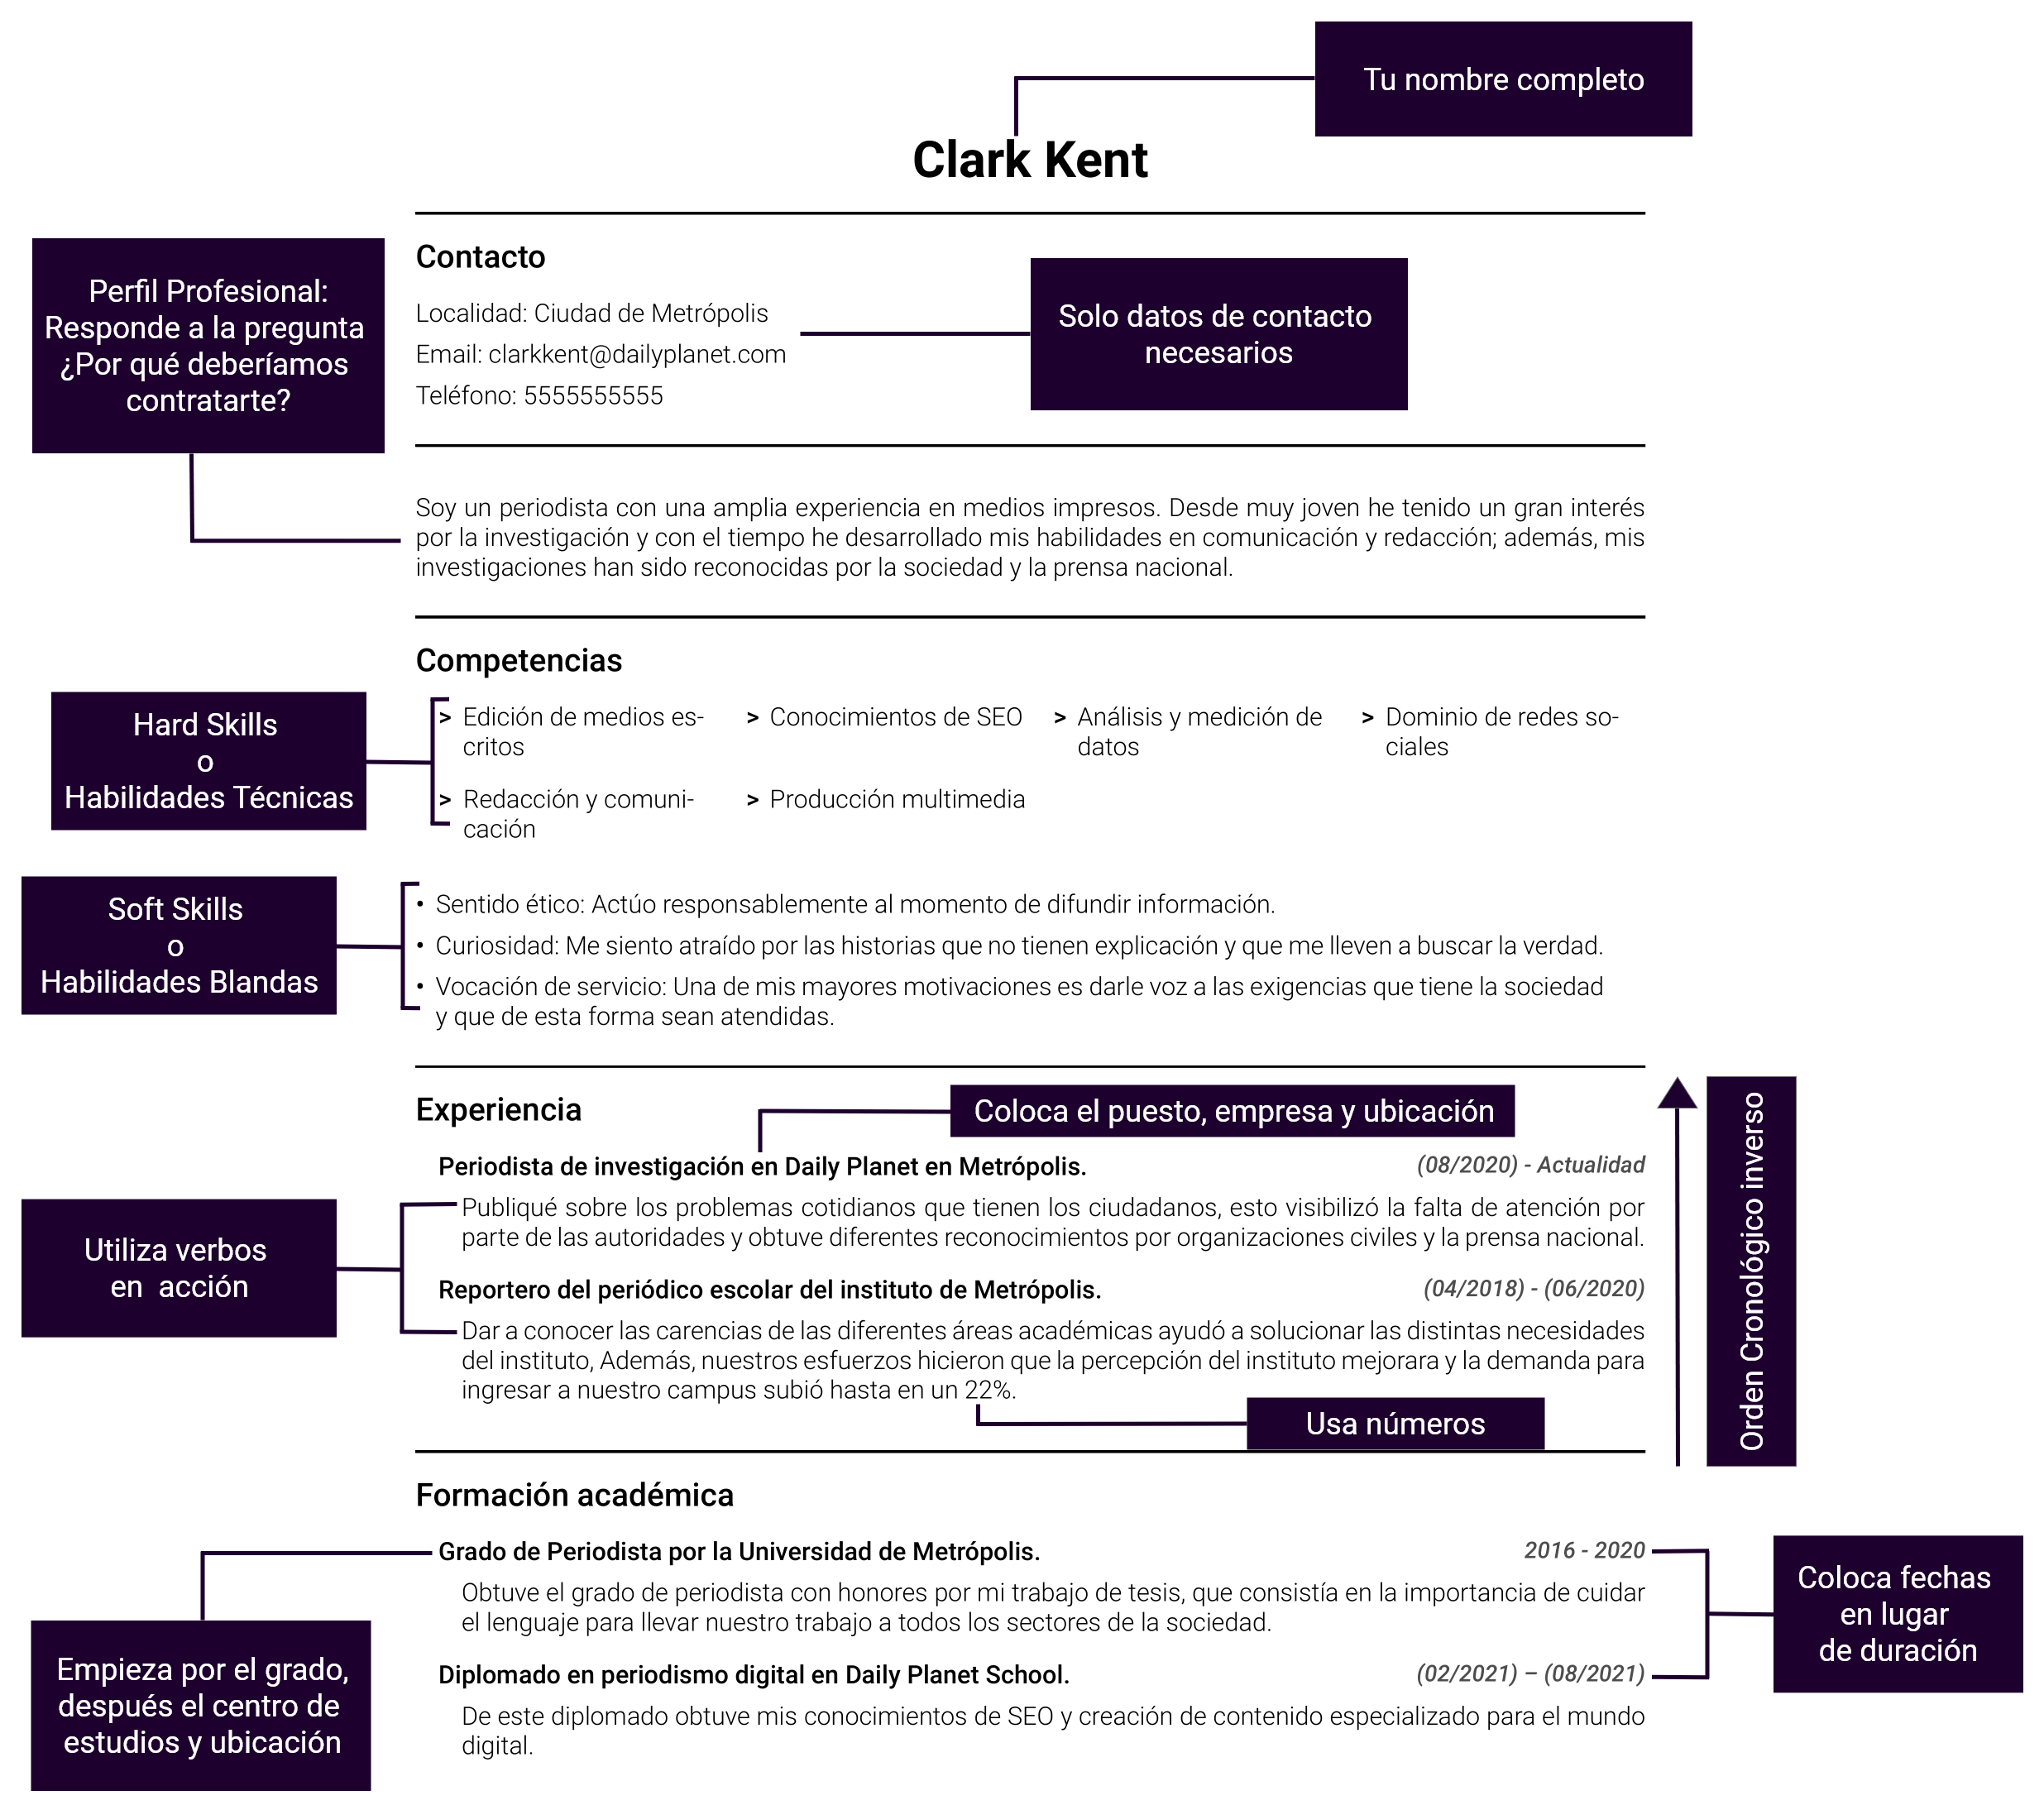 Tu nombre completo
Clark Kent
Contacto
Localidad: Ciudad de Metrópolis
Email: clarkkent@dailyplanet.com
Teléfono: 5555555555
Solo datos de contacto
necesarios
Perfil Profesional:
Responde a la pregunta
¿Por qué deberíamos
contratarte?
Soy un periodista con una amplia experiencia en medios impresos. Desde muy joven he tenido un gran interés
por la investigación y con el tiempo he desarrollado mis habilidades en comunicación y redacción; además, mis
investigaciones han sido reconocidas por la sociedad y la prensa nacional.
Competencias
Hard Skills
o
Habilidades Técnicas
> Edición de medios es-
critos
> Conocimientos de SEO
> Análisis y medición de
datos
> Dominio de redes so-
ciales
> Redacción y comuni-
cación
> Producción multimedia
Soft Skills
o
Habilidades Blandas
• Sentido ético: Actúo responsablemente al momento de difundir información.
• Curiosidad: Me siento atraído por las historias que no tienen explicación y que me lleven a buscar la verdad.
• Vocación de servicio: Una de mis mayores motivaciones es darle voz a las exigencias que tiene la sociedad
y que de esta forma sean atendidas.
Experiencia
Coloca el puesto, empresa y ubicación
Orden Cronológico inverso
Periodista de investigación en Daily Planet en Metrópolis. (08/2020) - Actualidad
Utiliza verbos
en acción
Publiqué sobre los problemas cotidianos que tienen los ciudadanos, esto visibilizó la falta de atención por
parte de las autoridades y obtuve diferentes reconocimientos por organizaciones civiles y la prensa nacional.
Reportero del periódico escolar del instituto de Metrópolis. (04/2018) - (06/2020)
Dar a conocer las carencias de las diferentes áreas académicas ayudó a solucionar las distintas necesidades
del instituto, Además, nuestros esfuerzos hicieron que la percepción del instituto mejorara y la demanda para
ingresar a nuestro campus subió hasta en un 22%.
Usa números
Formación académica
Grado de Periodista por la Universidad de Metrópolis. 2016 - 2020
Obtuve el grado de periodista con honores por mi trabajo de tesis, que consistía en la importancia de cuidar
el lenguaje para llevar nuestro trabajo a todos los sectores de la sociedad.
Coloca fechas
en lugar
de duración
Diplomado en periodismo digital en Daily Planet School. (02/2021) – (08/2021)
De este diplomado obtuve mis conocimientos de SEO y creación de contenido especializado para el mundo
digital.
Empieza por el grado,
después el centro de
estudios y ubicación